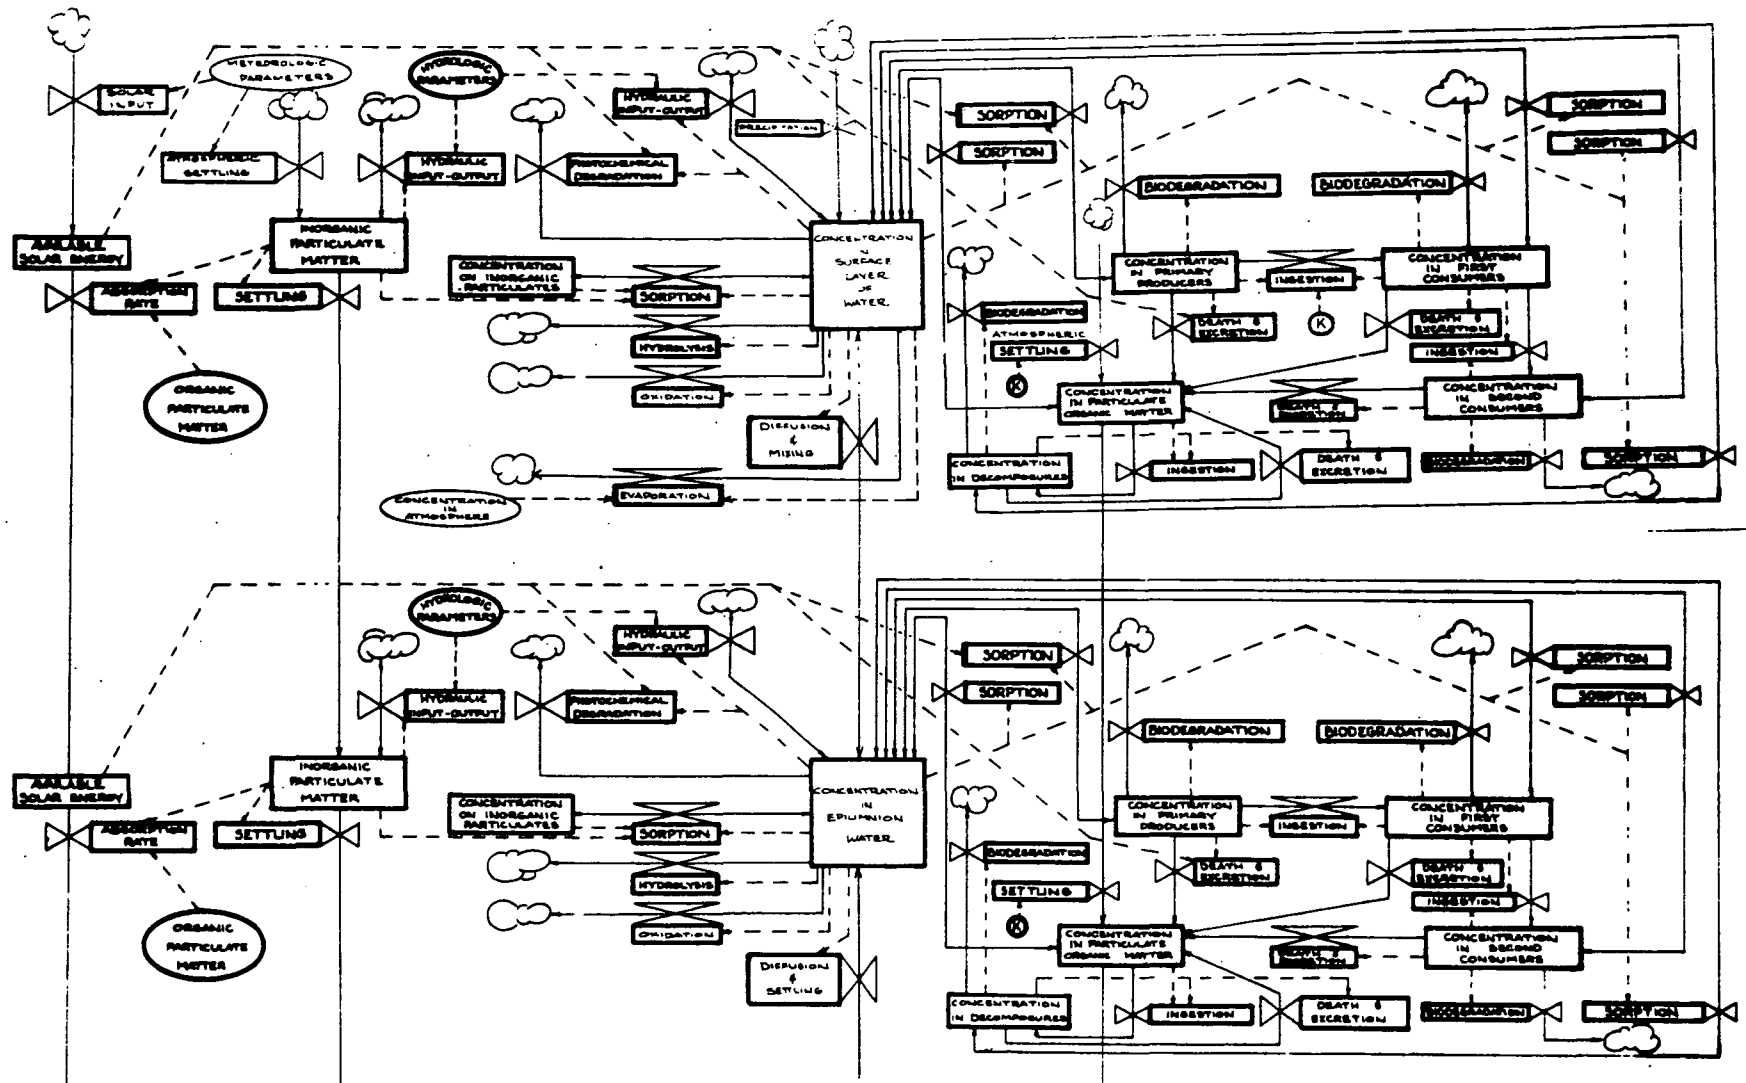 METEOROLOGIC
PARAMETERS
SOLAR
INPUT
HYDROLOGIC
PARAMETERS
HYDRAULIC
INPUT-OUTPUT
PRECIPITATION
ATMOSPHERIC
SETTLING
HYDRAULIC
INPUT-OUTPUT
PHOTOCHEMICAL
DEGRADATION
AVAILABLE
SOLAR ENERGY
INORGANIC
PARTICULATE
MATTER
ABSORPTION
RATE
SETTLING
CONCENTRATION
ON INORGANIC
PARTICULATES
SORPTION
HYDROLYSIS
OXIDATION
ORGANIC
PARTICULATE
MATTER
CONCENTRATION
IN
SURFACE
LAYER
OF
WATER
DIFFUSION
&
MIXING
EVAPORATION
CONCENTRATION
IN
ATMOSPHERE
SORPTION
SORPTION
SORPTION
SORPTION
BIODEGRADATION
BIODEGRADATION
CONCENTRATION
IN PRIMARY
PRODUCERS
INGESTION
K
CONCENTRATION
IN FIRST
CONSUMERS
BIODEGRADATION
ATMOSPHERIC
SETTLING
K
DEATH &
EXCRETION
DEATH &
EXCRETION
INGESTION
CONCENTRATION
IN PARTICULATE
ORGANIC MATTER
DEATH &
EXCRETION
CONCENTRATION
IN SECOND
CONSUMERS
CONCENTRATION
IN DECOMPOSURES
INGESTION
DEATH &
EXCRETION
BIODEGRADATION
SORPTION
HYDROLOGIC
PARAMETERS
HYDRAULIC
INPUT-OUTPUT
HYDRAULIC
INPUT-OUTPUT
PHOTOCHEMICAL
DEGRADATION
AVAILABLE
SOLAR ENERGY
INORGANIC
PARTICULATE
MATTER
ABSORPTION
RATE
SETTLING
CONCENTRATION
ON INORGANIC
PARTICULATES
SORPTION
HYDROLYSIS
OXIDATION
ORGANIC
PARTICULATE
MATTER
CONCENTRATION
IN
EPILIMNION
WATER
DIFFUSION
&
SETTLING
SORPTION
SORPTION
SORPTION
SORPTION
BIODEGRADATION
BIODEGRADATION
CONCENTRATION
IN PRIMARY
PRODUCERS
INGESTION
CONCENTRATION
IN FIRST
CONSUMERS
BIODEGRADATION
SETTLING
K
DEATH &
EXCRETION
DEATH &
EXCRETION
INGESTION
CONCENTRATION
IN PARTICULATE
ORGANIC MATTER
DEATH &
EXCRETION
CONCENTRATION
IN SECOND
CONSUMERS
CONCENTRATION
IN DECOMPOSURES
INGESTION
DEATH &
EXCRETION
BIODEGRADATION
SORPTION